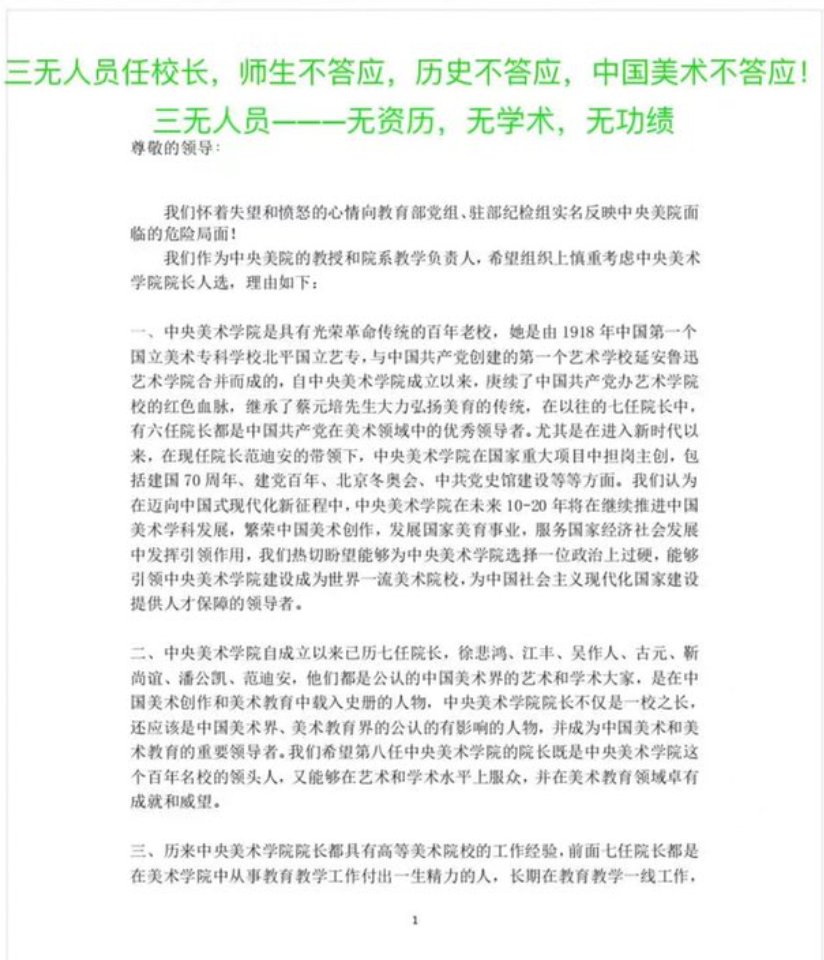 三无人员任校长，师生不答应，历史不答应，中国美术不答应！
三无人员———无资历，无学术，无功绩
尊敬的领导：
我们怀着失望和愤怒的心情向教育部党组、驻部纪检组实名反映中央美院面
临的危险局面！
我们作为中央美院的教授和院系教学负责人，希望组织上慎重考虑中央美术
学院院长人选，理由如下：
一、中央美术学院是具有光荣革命传统的百年老校，她是由 1918 年中国第一个
国立美术专科学校北平国立艺专，与中国共产党创建的第一个艺术学校延安鲁迅
艺术学院合并而成的，自中央美术学院成立以来，赓续了中国共产党办艺术学院
校的红色血脉，继承了蔡元培先生大力弘扬美育的传统，在以往的七任院长中，
有六任院长都是中国共产党在美术领域中的优秀领导者。尤其是在进入新时代以
来，在现任院长范迪安的带领下，中央美术学院在国家重大项目中担岗主创，包
括建国 70 周年、建党百年、北京冬奥会、中共党史馆建设等等方面。我们认为
在迈向中国式现代化新征程中，中央美术学院在未来 10-20 年将在继续推进中国
美术学科发展，繁荣中国美术创作，发展国家美育事业，服务国家经济社会发展
中发挥引领作用，我们热切盼望能够为中央美术学院选择一位政治上过硬，能够
引领中央美术学院建设成为世界一流美术院校，为中国社会主义现代化国家建设
提供人才保障的领导者。
二、中央美术学院自成立以来已历七任院长，徐悲鸿、江丰、吴作人、古元、靳
尚谊、潘公凯、范迪安，他们都是公认的中国美术界的艺术和学术大家，是在中
国美术创作和美术教育中载入史册的人物，中央美术学院院长不仅是一校之长，
还应该是中国美术界、美术教育界的公认的有影响的人物，并成为中国美术和美
术教育的重要领导者。我们希望第八任中央美术学院的院长既是中央美术学院这
个百年名校的领头人，又能够在艺术和学术水平上服众，并在美术教育领域卓有
成就和威望。
三、历来中央美术学院院长都具有高等美术院校的工作经验，前面七任院长都是
在美术学院中从事教育教学工作付出一生精力的人，长期在教育教学一线工作，
1